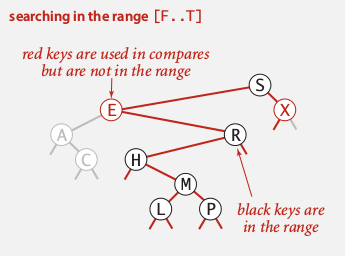 searching in the range [F..T]
red keys are used in compares
but are not in the range
S
E
X
A
R
C
H
M
L
P
black keys are
in the range